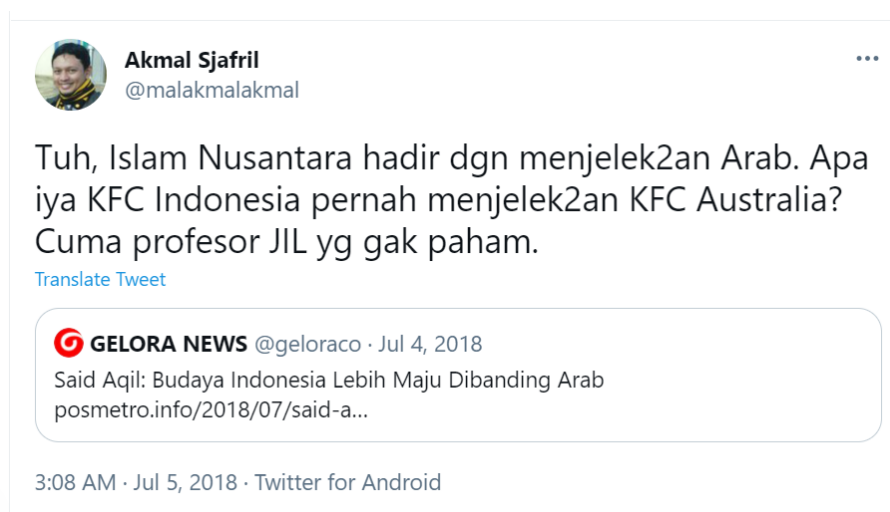 Akmal Sjafril
@malakmalakmal
Tuh, Islam Nusantara hadir dgn menjelek2an Arab. Apa
iya KFC Indonesia pernah menjelek2an KFC Australia?
Cuma profesor JIL yg gak paham.
Translate Tweet
GELORA NEWS @geloraco · Jul 4, 2018
Said Aqil: Budaya Indonesia Lebih Maju Dibanding Arab
posmetro.info/2018/07/said-a...
3:08 AM · Jul 5, 2018 · Twitter for Android